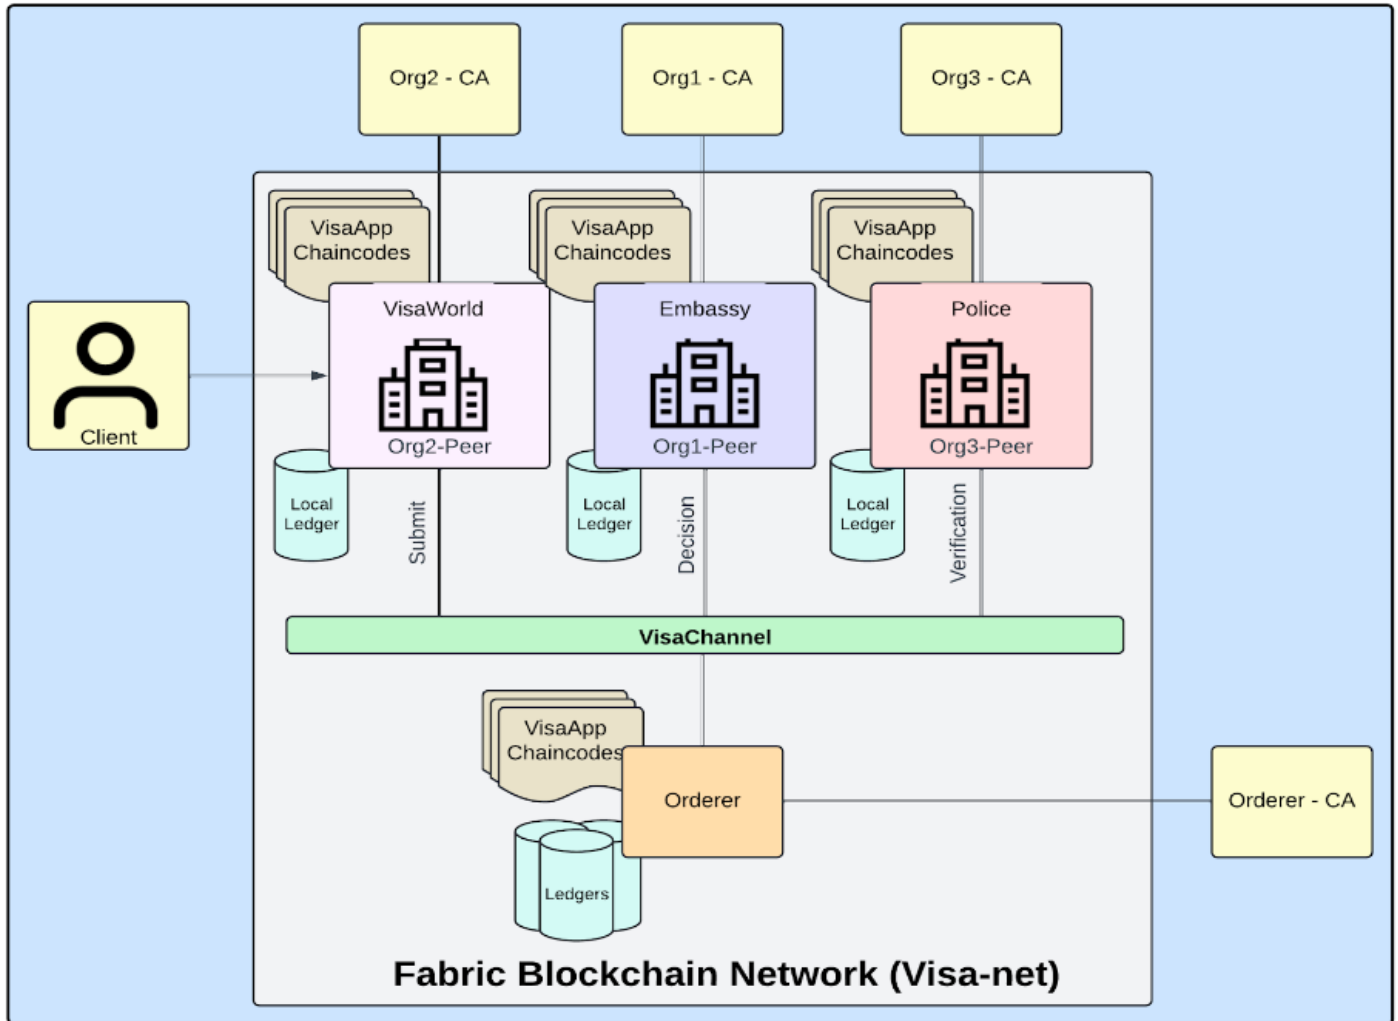 Org2 - CA
Org1 - CA
Org3 - CA
VisaApp
Chaincodes
VisaApp
Chaincodes
VisaApp
Chaincodes
VisaWorld
Embassy
Police
Client
Org2-Peer
Org1-Peer
Org3-Peer
Local
Ledger
Local
Ledger
Local
Ledger
Submit
Decision
Verification
VisaChannel
VisaApp
Chaincodes
Orderer
Orderer - CA
Ledgers
Fabric Blockchain Network (Visa-net)